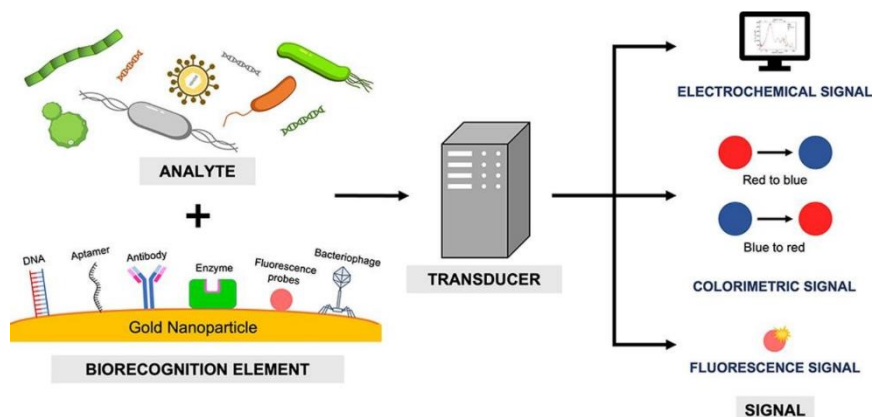 ANALYTE
+
DNA
Aptamer
Antibody
Enzyme
Fluorescence
probes
Bacteriophage
Gold Nanoparticle
BIORECOGNITION ELEMENT
TRANSDUCER
ELECTROCHEMICAL SIGNAL
Red to blue
Blue to red
COLORIMETRIC SIGNAL
FLUORESCENCE SIGNAL
SIGNAL